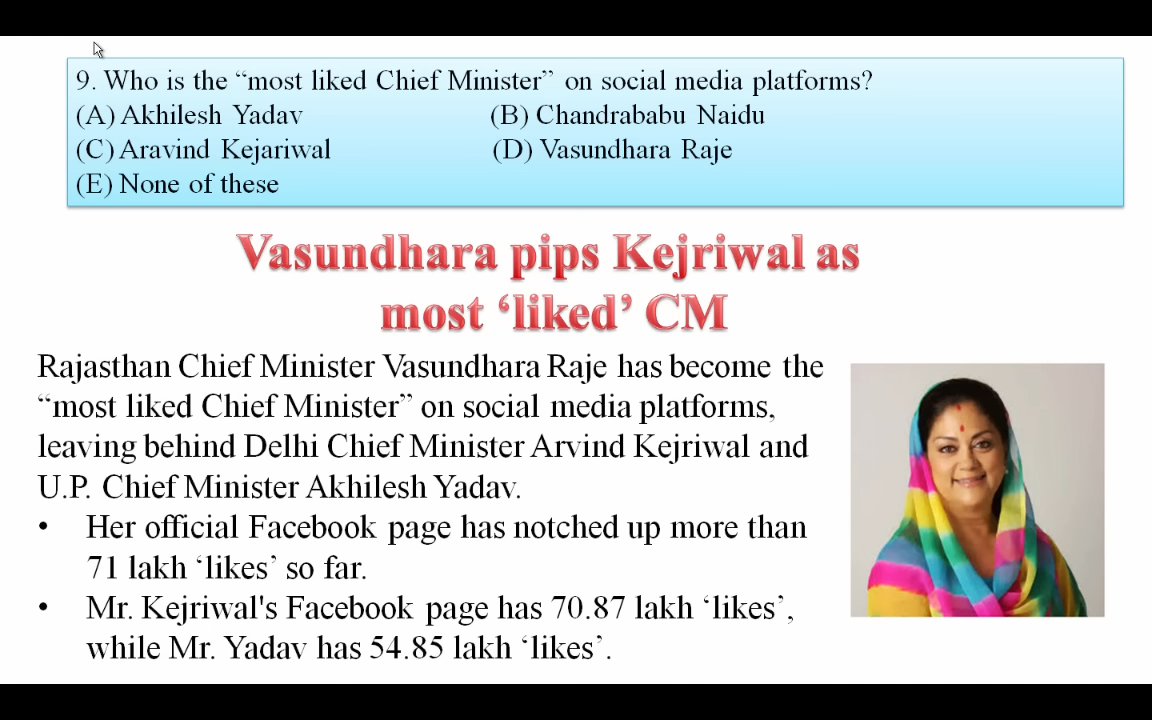 9. Who is the “most liked Chief Minister” on social media platforms?
(A) Akhilesh Yadav (B) Chandrababu Naidu
(C) Aravind Kejariwal (D) Vasundhara Raje
(E) None of these
Vasundhara pips Kejriwal as
most ‘liked’ CM
Rajasthan Chief Minister Vasundhara Raje has become the
“most liked Chief Minister” on social media platforms,
leaving behind Delhi Chief Minister Arvind Kejriwal and
U.P. Chief Minister Akhilesh Yadav.
• Her official Facebook page has notched up more than
71 lakh ‘likes’ so far.
• Mr. Kejriwal's Facebook page has 70.87 lakh ‘likes’,
while Mr. Yadav has 54.85 lakh ‘likes’.